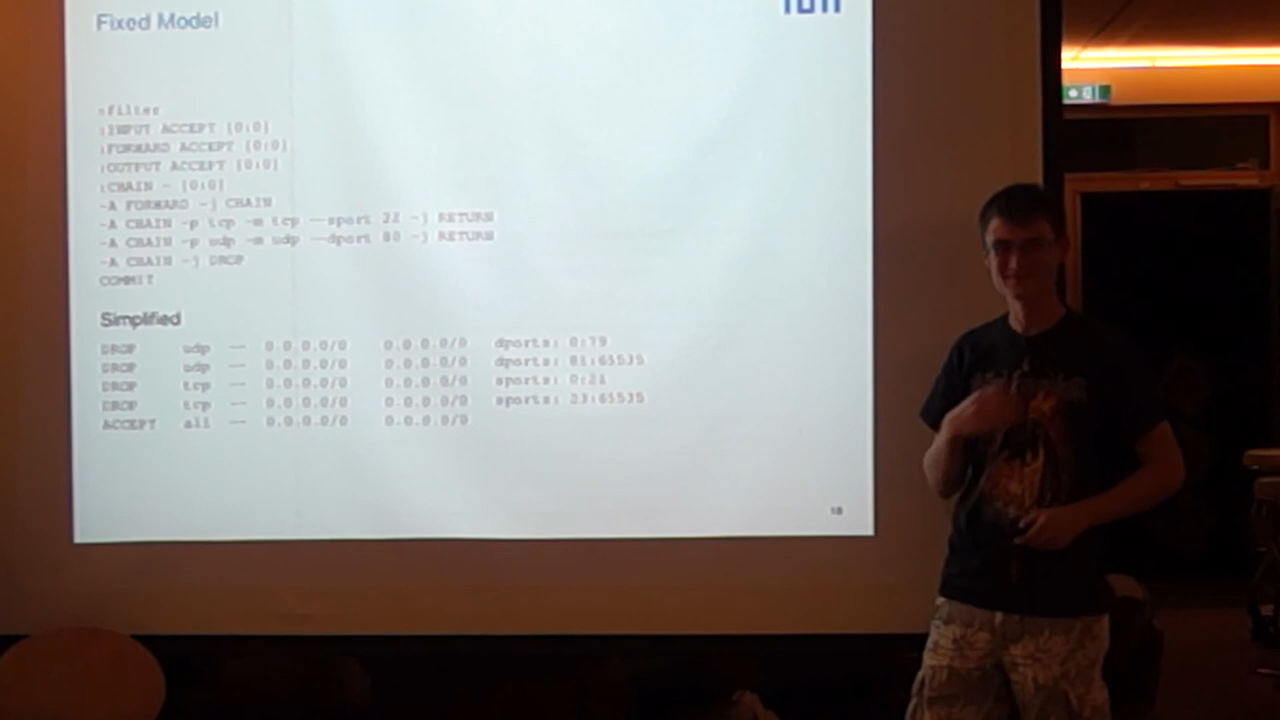 Fixed Model
*filter
:INPUT ACCEPT [0:0]
:FORWARD ACCEPT [0:0]
:OUTPUT ACCEPT [0:0]
:CHAIN - [0:0]
-A FORWARD -j CHAIN
-A CHAIN -p tcp -m tcp --sport 22 -j RETURN
-A CHAIN -p udp -m udp --dport 80 -j RETURN
-A CHAIN -j DROP
COMMIT
Simplified
DROP udp -- 0.0.0.0/0 0.0.0.0/0 dports: 0:79
DROP udp -- 0.0.0.0/0 0.0.0.0/0 dports: 81:65535
DROP tcp -- 0.0.0.0/0 0.0.0.0/0 sports: 0:21
DROP tcp -- 0.0.0.0/0 0.0.0.0/0 sports: 23:65535
ACCEPT all -- 0.0.0.0/0 0.0.0.0/0
18